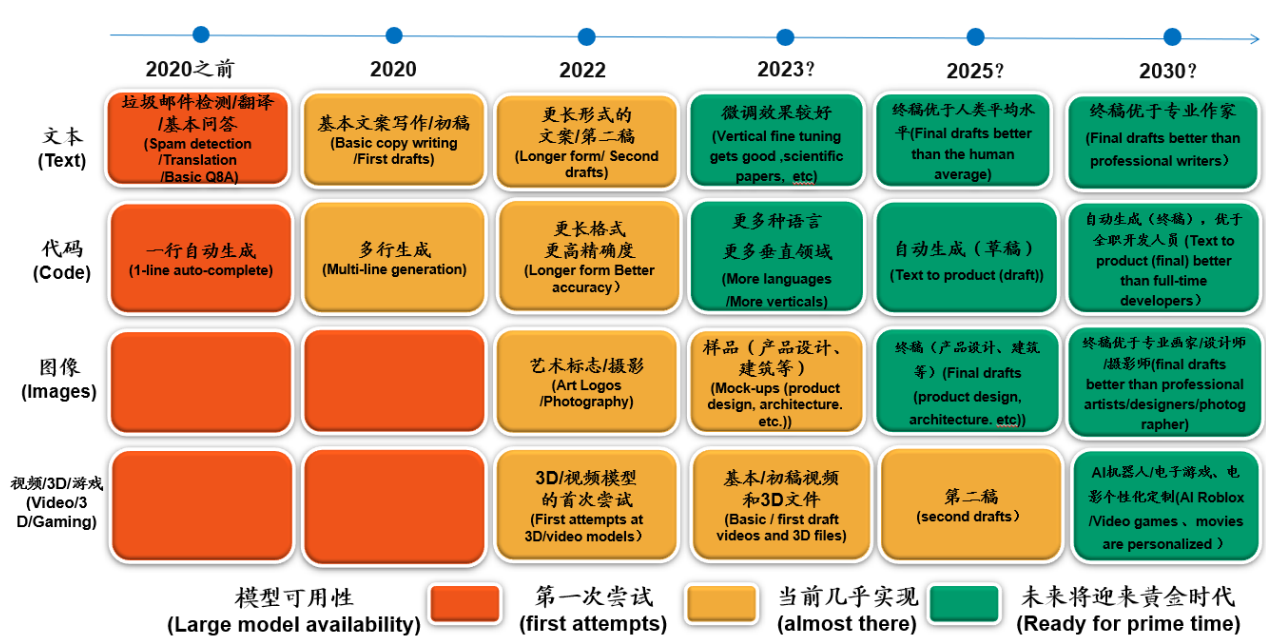 2020之前
2020
2022
2023?
2025?
2030?
文本
(Text)
垃圾邮件检测/翻译
/基本问答
(Spam detection
/Translation
/Basic Q8A)
基本文案写作/初稿
(Basic copy writing
/First drafts)
更长形式的
文案/第二稿
(Longer form/ Second
drafts)
微调效果较好
(Vertical fine tuning
gets good ,scientific
papers, etc)
终稿优于人类平均水
平(Final drafts better
than the human
average)
终稿优于专业作家
(Final drafts better than
professional writers）
代码
(Code)
一行自动生成
(1-line auto-complete)
多行生成
(Multi-line generation)
更长格式
更高精确度
(Longer form Better
accuracy）
更多种语言
更多垂直领域
(More languages
/More verticals)
自动生成（草稿）
(Text to product (draft))
自动生成（终稿），优于
全职开发人员 (Text to
product (final) better
than full-time
developers）
图像
(Images)
艺术标志/摄影
(Art Logos
/Photography)
样品（产品设计、
建筑等）
(Mock-ups (product
design, architecture.
etc.))
终稿（产品设计、建筑
等）(Final drafts
(product design,
architecture. etc))
终稿优于专业画家/设计师
/摄影师(final drafts
better than professional
artists/designers/photog
rapher)
视频/3D/游戏
(Video/3
D/Gaming)
3D/视频模型
的首次尝试
(First attempts at
3D/video models）
基本/初稿视频
和3D文件
(Basic / first draft
videos and 3D files)
第二稿
(second drafts）
AI机器人/电子游戏、电
影个性化定制(AI Roblox
/Video games 、movies
are personalized ）
模型可用性
(Large model availability)
第一次尝试
(first attempts)
当前几乎实现
(almost there)
未来将迎来黄金时代
(Ready for prime time)